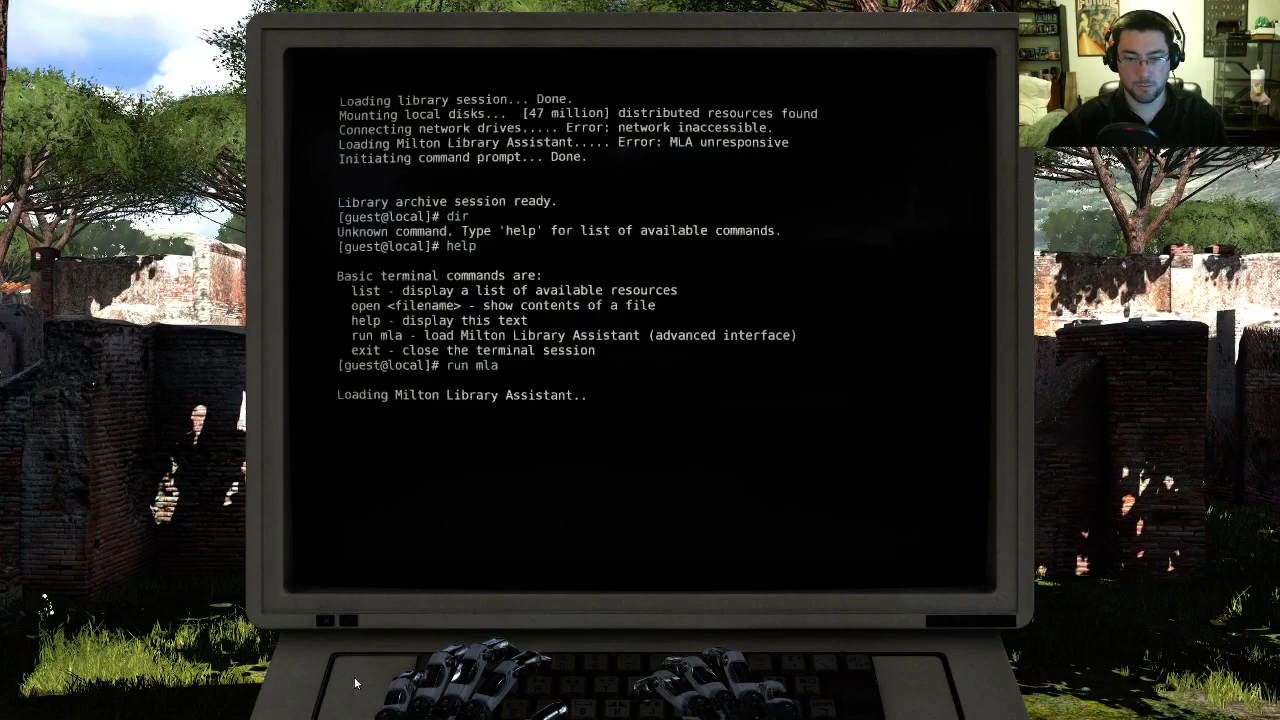 Loading library session... Done.
Mounting local disks... [47 million] distributed resources found
Connecting network drives..... Error: network inaccessible.
Loading Milton Library Assistant..... Error: MLA unresponsive
Initiating command prompt... Done.
Library archive session ready.
[guest@local]# dir
Unknown command. Type 'help' for list of available commands.
[guest@local]# help
Basic terminal commands are:
list - display a list of available resources
open <filename> - show contents of a file
help - display this text
run mla - load Milton Library Assistant (advanced interface)
exit - close the terminal session
[guest@local]# run mla
Loading Milton Library Assistant..